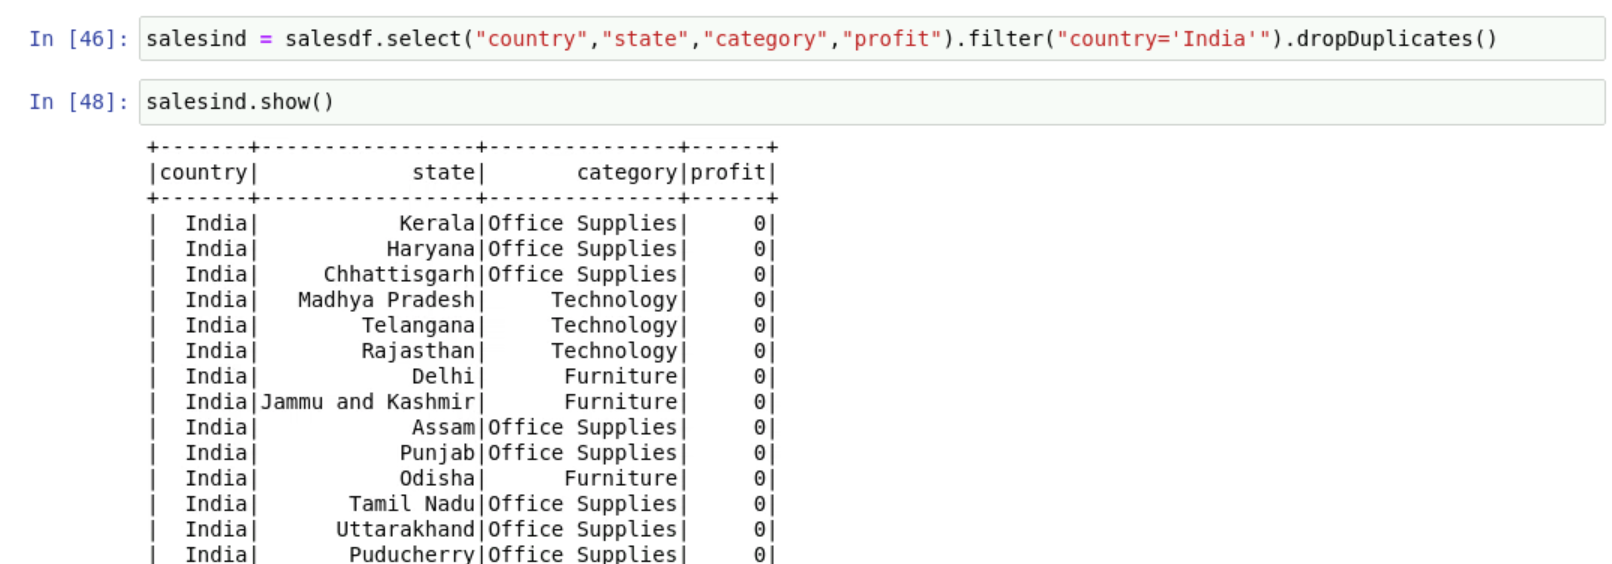 In [46]: salesind = salesdf.select("country","state","category","profit").filter("country='India'").dropDuplicates()
In [48]: salesind.show()
+-------+-----------------+---------------+------+
|country|            state|       category|profit|
+-------+-----------------+---------------+------+
|  India|           Kerala|Office Supplies|     0|
|  India|          Haryana|Office Supplies|     0|
|  India|     Chhattisgarh|Office Supplies|     0|
|  India|   Madhya Pradesh|     Technology|     0|
|  India|        Telangana|     Technology|     0|
|  India|        Rajasthan|     Technology|     0|
|  India|            Delhi|      Furniture|     0|
|  India|Jammu and Kashmir|      Furniture|     0|
|  India|            Assam|Office Supplies|     0|
|  India|           Punjab|Office Supplies|     0|
|  India|           Odisha|      Furniture|     0|
|  India|       Tamil Nadu|Office Supplies|     0|
|  India|      Uttarakhand|Office Supplies|     0|
|  India|       Puducherry|Office Supplies|     0|